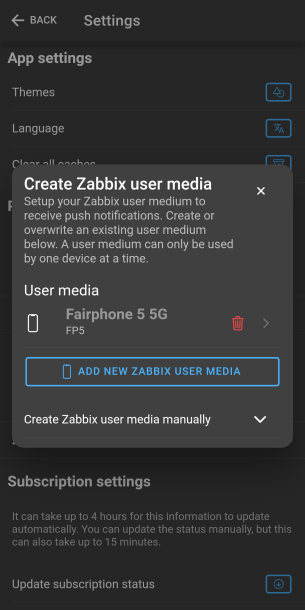 BACK Settings
App settings
Themes
Language
Clear all caches
Create Zabbix user media
Setup your Zabbix user medium to
receive push notifications. Create or
overwrite an existing user medium
below. A user medium can only be used
by one device at a time.
User media
Fairphone 5 5G
FP5
ADD NEW ZABBIX USER MEDIA
Create Zabbix user media manually
Subscription settings
It can take up to 4 hours for this information to update
automatically. You can update the status manually, but this
can also take up to 15 minutes.
Update subscription status